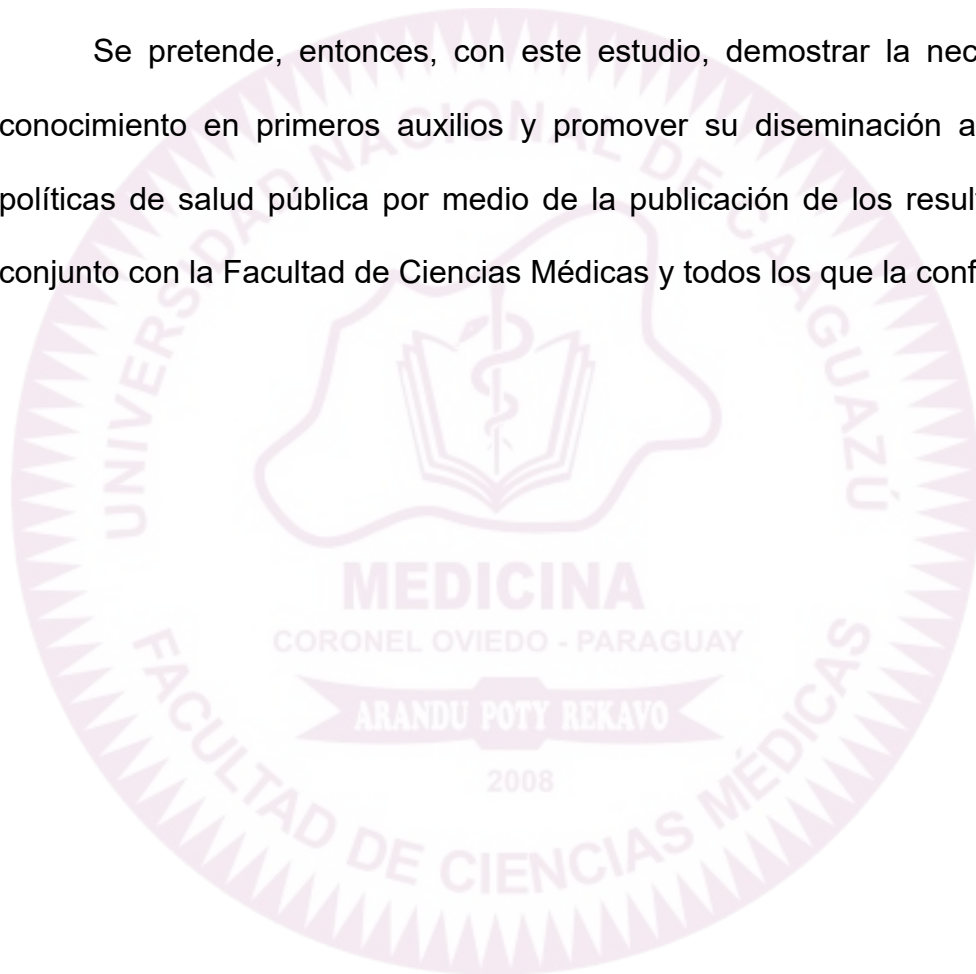 Se pretende, entonces, con este estudio, demostrar la nec
conocimiento en primeros auxilios y promover su diseminación a
políticas de salud pública por medio de la publicación de los resul
conjunto con la Facultad de Ciencias Médicas y todos los que la conf
UNIVERSIDAD NACIONAL DE CAAGUAZÚ
MEDICINA
CORONEL OVIEDO - PARAGUAY
ARANDU POTY REKAVO
2008
FACULTAD DE CIENCIAS MÉDICAS